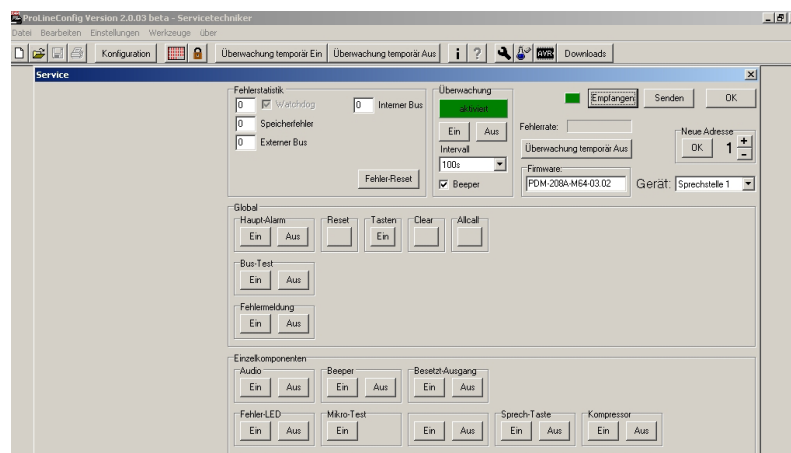 ProLineConfig Version 2.0.03 beta - Servicetechniker
Datei Bearbeiten Einstellungen Werkzeuge über
Konfiguration Überwachung temporär Ein Überwachung temporär Aus i ? AVR Downloads
Service
Fehlerstatistik
0 Watchdog 0 Interner Bus
0 Speicherfehler
0 Externer Bus
Fehler-Reset
Überwachung
aktiviert
Ein Aus
Intervall
100s
Beeper
Empfangen Senden OK
Fehlerrate:
Überwachung temporär Aus
Neue Adresse
OK 1 + -
Firmware:
PDM-208A-M64-03.02
Gerät: Sprechstelle 1
Global
Haupt-Alarm Reset Tasten Clear Allcall
Ein Aus Ein
Bus-Test
Ein Aus
Fehlermeldung
Ein Aus
Einzelkomponenten
Audio Beeper Besetzt-Ausgang
Ein Aus Ein Aus Ein Aus
Fehler-LED Mikro-Test Sprech-Taste Kompressor
Ein Aus Ein Ein Aus Ein Aus Ein Aus